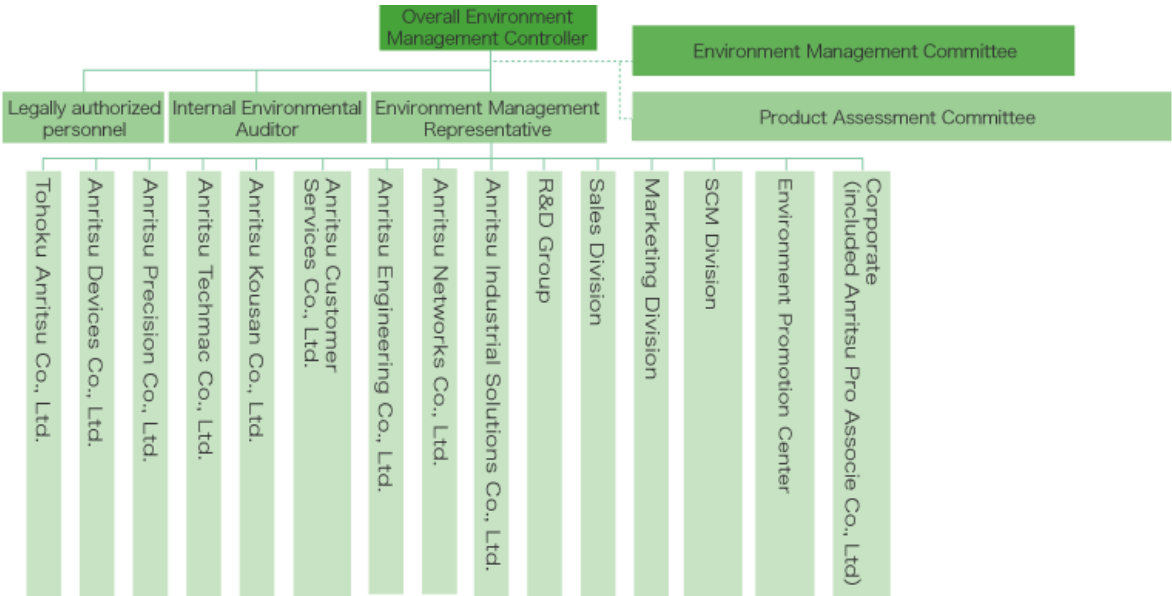 Overall Environment
Management Controller
Environment Management Committee
Legally authorized
personnel
Internal Environmental
Auditor
Environment Management
Representative
Product Assessment Committee
Tohoku Anritsu Co., Ltd.
Anritsu Devices Co., Ltd.
Anritsu Precision Co., Ltd.
Anritsu Techmac Co., Ltd.
Anritsu Kousan Co., Ltd.
Anritsu Customer
Services Co., Ltd.
Anritsu Engineering Co., Ltd.
Anritsu Networks Co., Ltd.
Anritsu Industrial Solutions Co., Ltd.
R&D Group
Sales Division
Marketing Division
SCM Division
Environment Promotion Center
Corporate
(included Anritsu Pro Associe Co., Ltd)